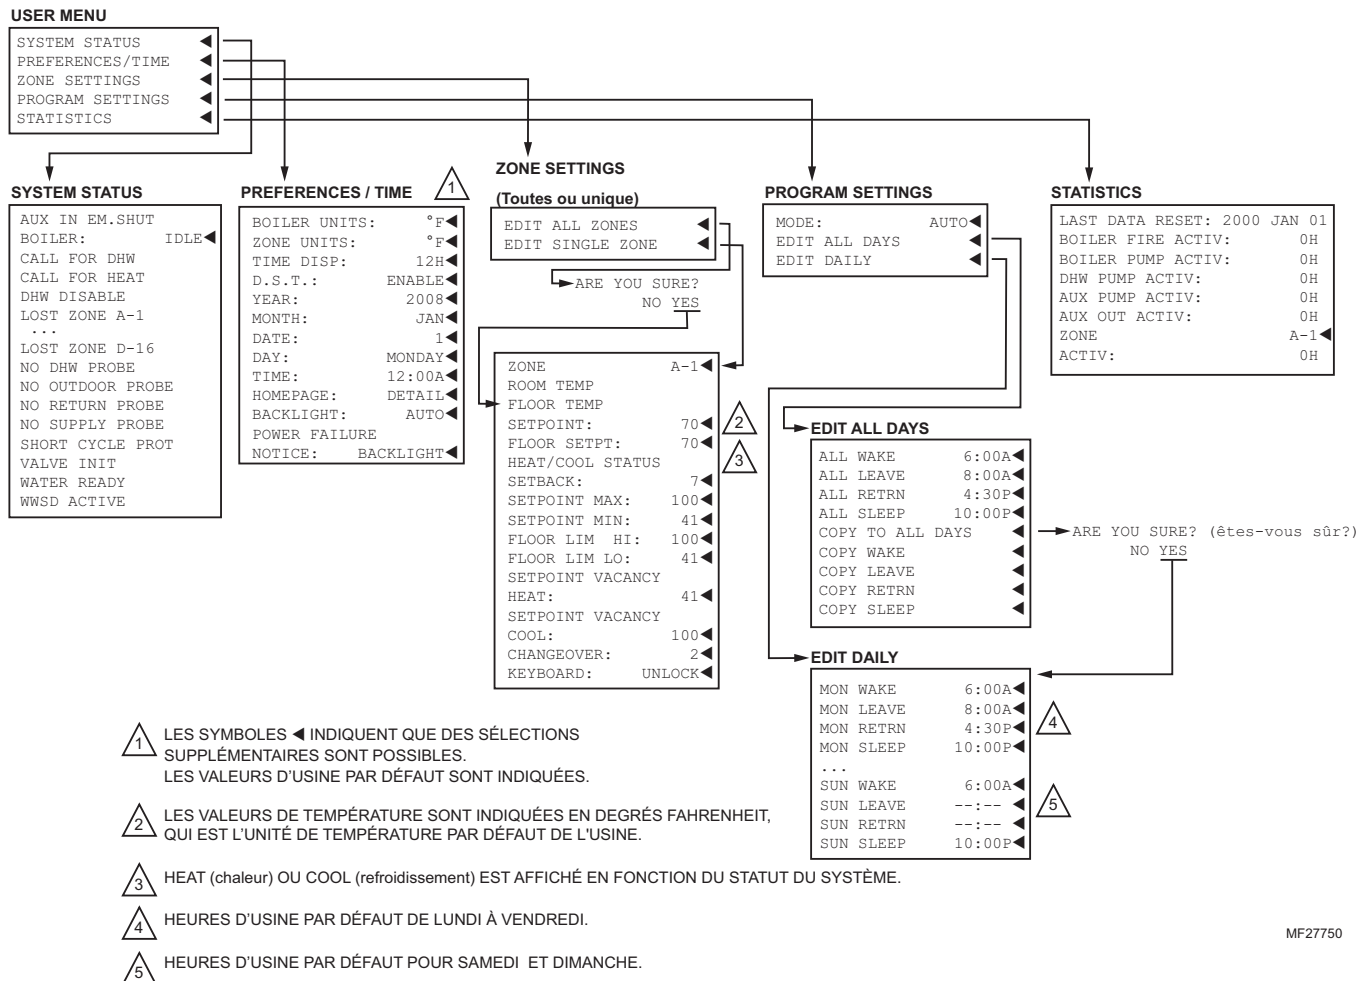 USER MENU
SYSTEM STATUS ◀
PREFERENCES/TIME ◀
ZONE SETTINGS ◀
PROGRAM SETTINGS ◀
STATISTICS ◀
SYSTEM STATUS
AUX IN EM.SHUT
BOILER: IDLE◀
CALL FOR DHW
CALL FOR HEAT
DHW DISABLE
LOST ZONE A-1
...
LOST ZONE D-16
NO DHW PROBE
NO OUTDOOR PROBE
NO RETURN PROBE
NO SUPPLY PROBE
SHORT CYCLE PROT
VALVE INIT
WATER READY
WWSD ACTIVE
PREFERENCES / TIME
1
BOILER UNITS: °F◀
ZONE UNITS: °F◀
TIME DISP: 12H◀
D.S.T.: ENABLE◀
YEAR: 2008◀
MONTH: JAN◀
DATE: 1◀
DAY: MONDAY◀
TIME: 12:00A◀
HOMEPAGE: DETAIL◀
BACKLIGHT: AUTO◀
POWER FAILURE
NOTICE: BACKLIGHT◀
ZONE SETTINGS
(Toutes ou unique)
EDIT ALL ZONES ◀
EDIT SINGLE ZONE ◀
ARE YOU SURE?
NO YES
ZONE A-1◀
ROOM TEMP
FLOOR TEMP
SETPOINT: 70◀
2
FLOOR SETPT: 70◀
3
HEAT/COOL STATUS
SETBACK: 7◀
SETPOINT MAX: 100◀
SETPOINT MIN: 41◀
FLOOR LIM HI: 100◀
FLOOR LIM LO: 41◀
SETPOINT VACANCY
HEAT: 41◀
SETPOINT VACANCY
COOL: 100◀
CHANGEOVER: 2◀
KEYBOARD: UNLOCK◀
PROGRAM SETTINGS
MODE: AUTO◀
EDIT ALL DAYS ◀
EDIT DAILY ◀
EDIT ALL DAYS
ALL WAKE 6:00A◀
ALL LEAVE 8:00A◀
ALL RETRN 4:30P◀
ALL SLEEP 10:00P◀
COPY TO ALL DAYS ◀
COPY WAKE ◀
COPY LEAVE ◀
COPY RETRN ◀
COPY SLEEP ◀
ARE YOU SURE? (êtes-vous sûr?)
NO YES
EDIT DAILY
MON WAKE 6:00A◀
MON LEAVE 8:00A◀
MON RETRN 4:30P◀
MON SLEEP 10:00P◀
4
...
SUN WAKE 6:00A◀
SUN LEAVE --:-- ◀
SUN RETRN --:-- ◀
SUN SLEEP 10:00P◀
5
STATISTICS
LAST DATA RESET: 2000 JAN 01
BOILER FIRE ACTIV: 0H
BOILER PUMP ACTIV: 0H
DHW PUMP ACTIV: 0H
AUX PUMP ACTIV: 0H
AUX OUT ACTIV: 0H
ZONE A-1◀
ACTIV: 0H
1 LES SYMBOLES ◀ INDIQUENT QUE DES SÉLECTIONS
SUPPLÉMENTAIRES SONT POSSIBLES.
LES VALEURS D’USINE PAR DÉFAUT SONT INDIQUÉES.
2 LES VALEURS DE TEMPÉRATURE SONT INDIQUÉES EN DEGRÉS FAHRENHEIT,
QUI EST L’UNITÉ DE TEMPÉRATURE PAR DÉFAUT DE L'USINE.
3 HEAT (chaleur) OU COOL (refroidissement) EST AFFICHÉ EN FONCTION DU STATUT DU SYSTÈME.
4 HEURES D’USINE PAR DÉFAUT DE LUNDI À VENDREDI.
5 HEURES D’USINE PAR DÉFAUT POUR SAMEDI ET DIMANCHE.
MF27750